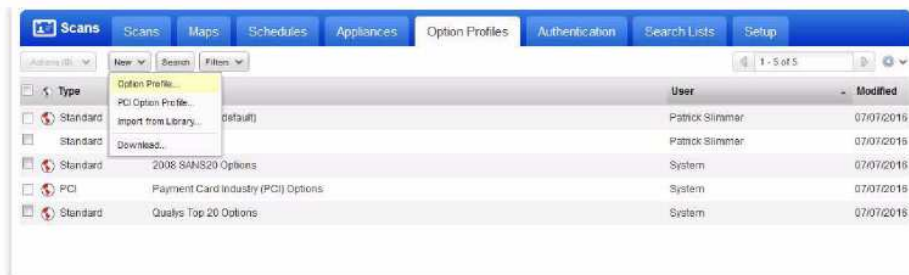 Scans Scans Maps Schedules Appliances Option Profiles Authentication Search Lists Setup
Actions (0) New Search Filters 1 - 5 of 5
Type User Modified
Option Profile...
PCI Option Profile...
Import from Library...
Download...
Standard default) Patrick Slimmer 07/07/2016
Standard Patrick Slimmer 07/07/2016
Standard 2008 SANS20 Options System 07/07/2016
PCI Payment Card Industry (PCI) Options System 07/07/2016
Standard Qualys Top 20 Options System 07/07/2016